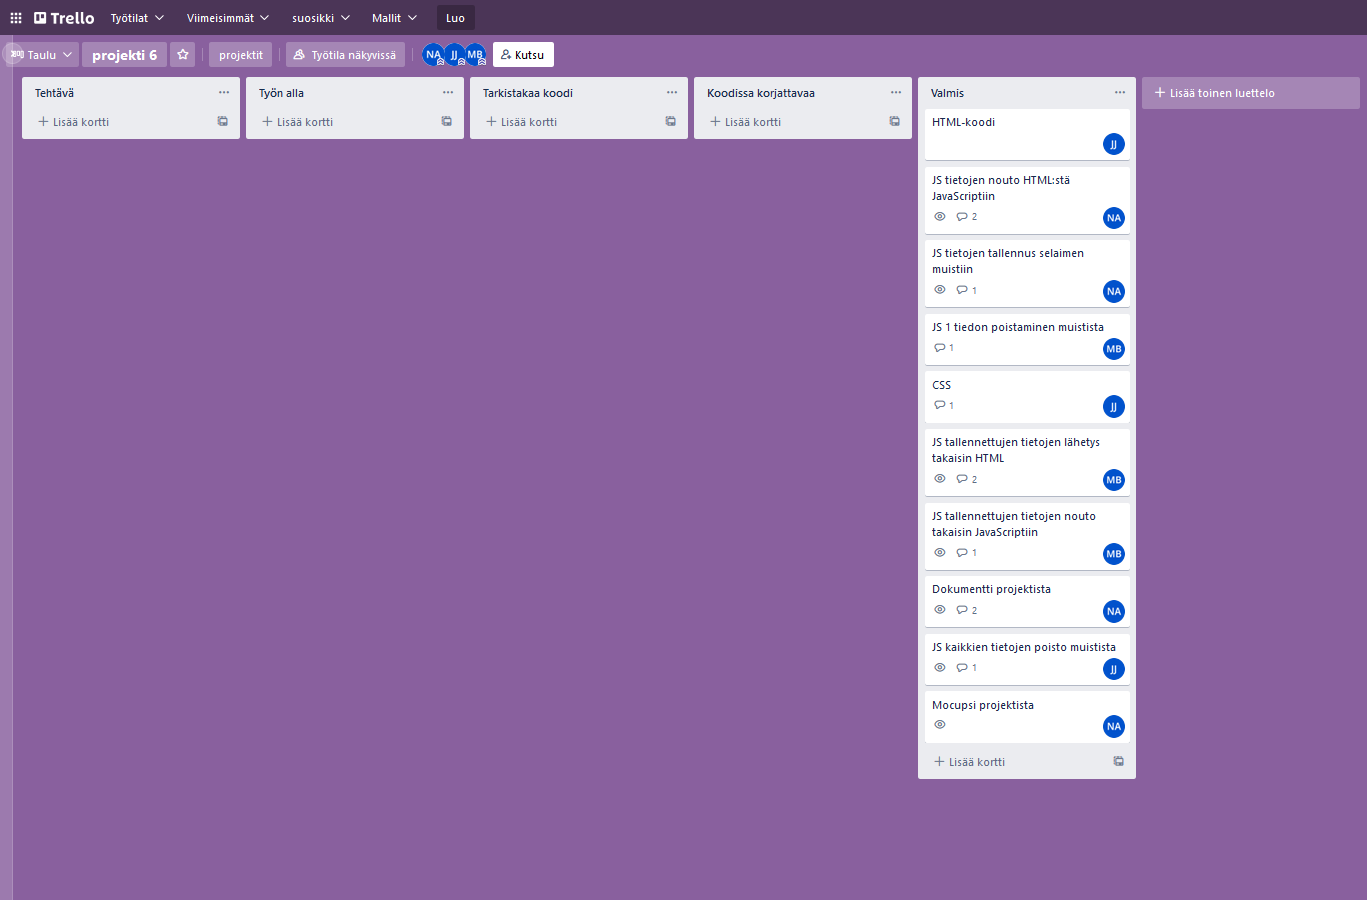 Trello Työtilat Viimeisimmät suosikki Mallit Luo
Taulu projekti 6 projektit Työtila näkyvissä NA JJ MB Kutsu
Tehtävä
+ Lisää kortti
Työn alla
+ Lisää kortti
Tarkistakaa koodi
+ Lisää kortti
Koodissa korjattavaa
+ Lisää kortti
Valmis
HTML-koodi
JJ
JS tietojen nouto HTML:stä
JavaScriptiin
2 NA
JS tietojen tallennus selaimen
muistiin
1 NA
JS 1 tiedon poistaminen muistista
1 MB
CSS
1 JJ
JS tallennettujen tietojen lähetys
takaisin HTML
2 MB
JS tallennettujen tietojen nouto
takaisin JavaScriptiin
1 MB
Dokumentti projektista
2 NA
JS kaikkien tietojen poisto muistista
1 JJ
Mocupsi projektista
NA
+ Lisää kortti
+ Lisää toinen luettelo